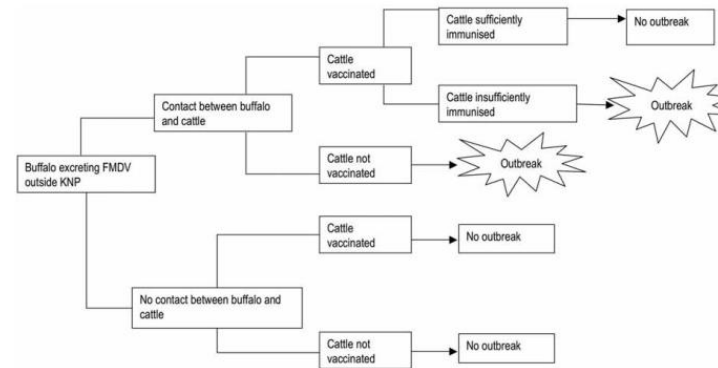 Cattle sufficiently
immunised
No outbreak
Cattle
vaccinated
Cattle insufficiently
immunised
Outbreak
Contact between buffalo
and cattle
Cattle not
vaccinated
Outbreak
Buffalo excreting FMDV
outside KNP
Cattle
vaccinated
No outbreak
No contact between buffalo and
cattle
Cattle not
vaccinated
No outbreak